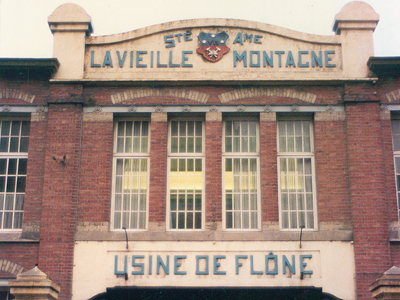 STÉ AME
LA VIEILLE MONTAGNE
USINE DE FLÔNE